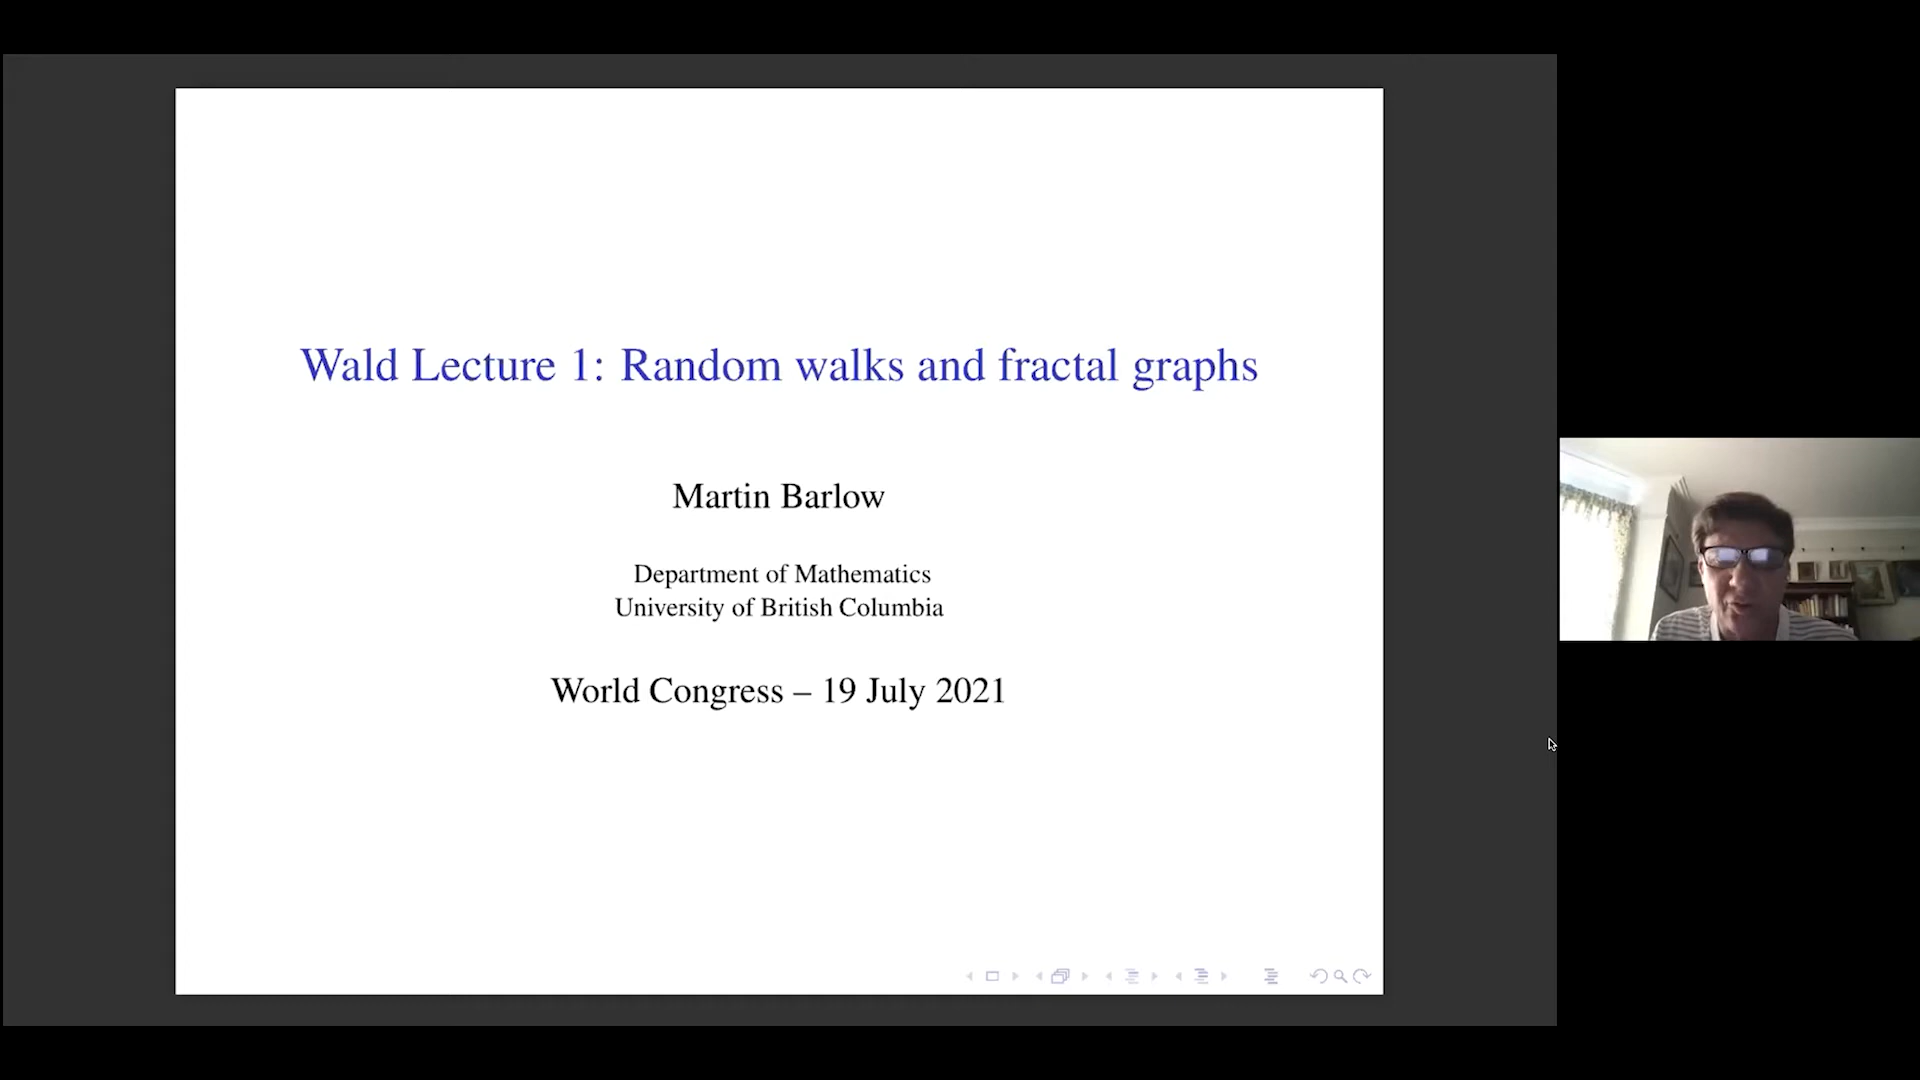 Wald Lecture 1: Random walks and fractal graphs
Martin Barlow
Department of Mathematics
University of British Columbia
World Congress – 19 July 2021